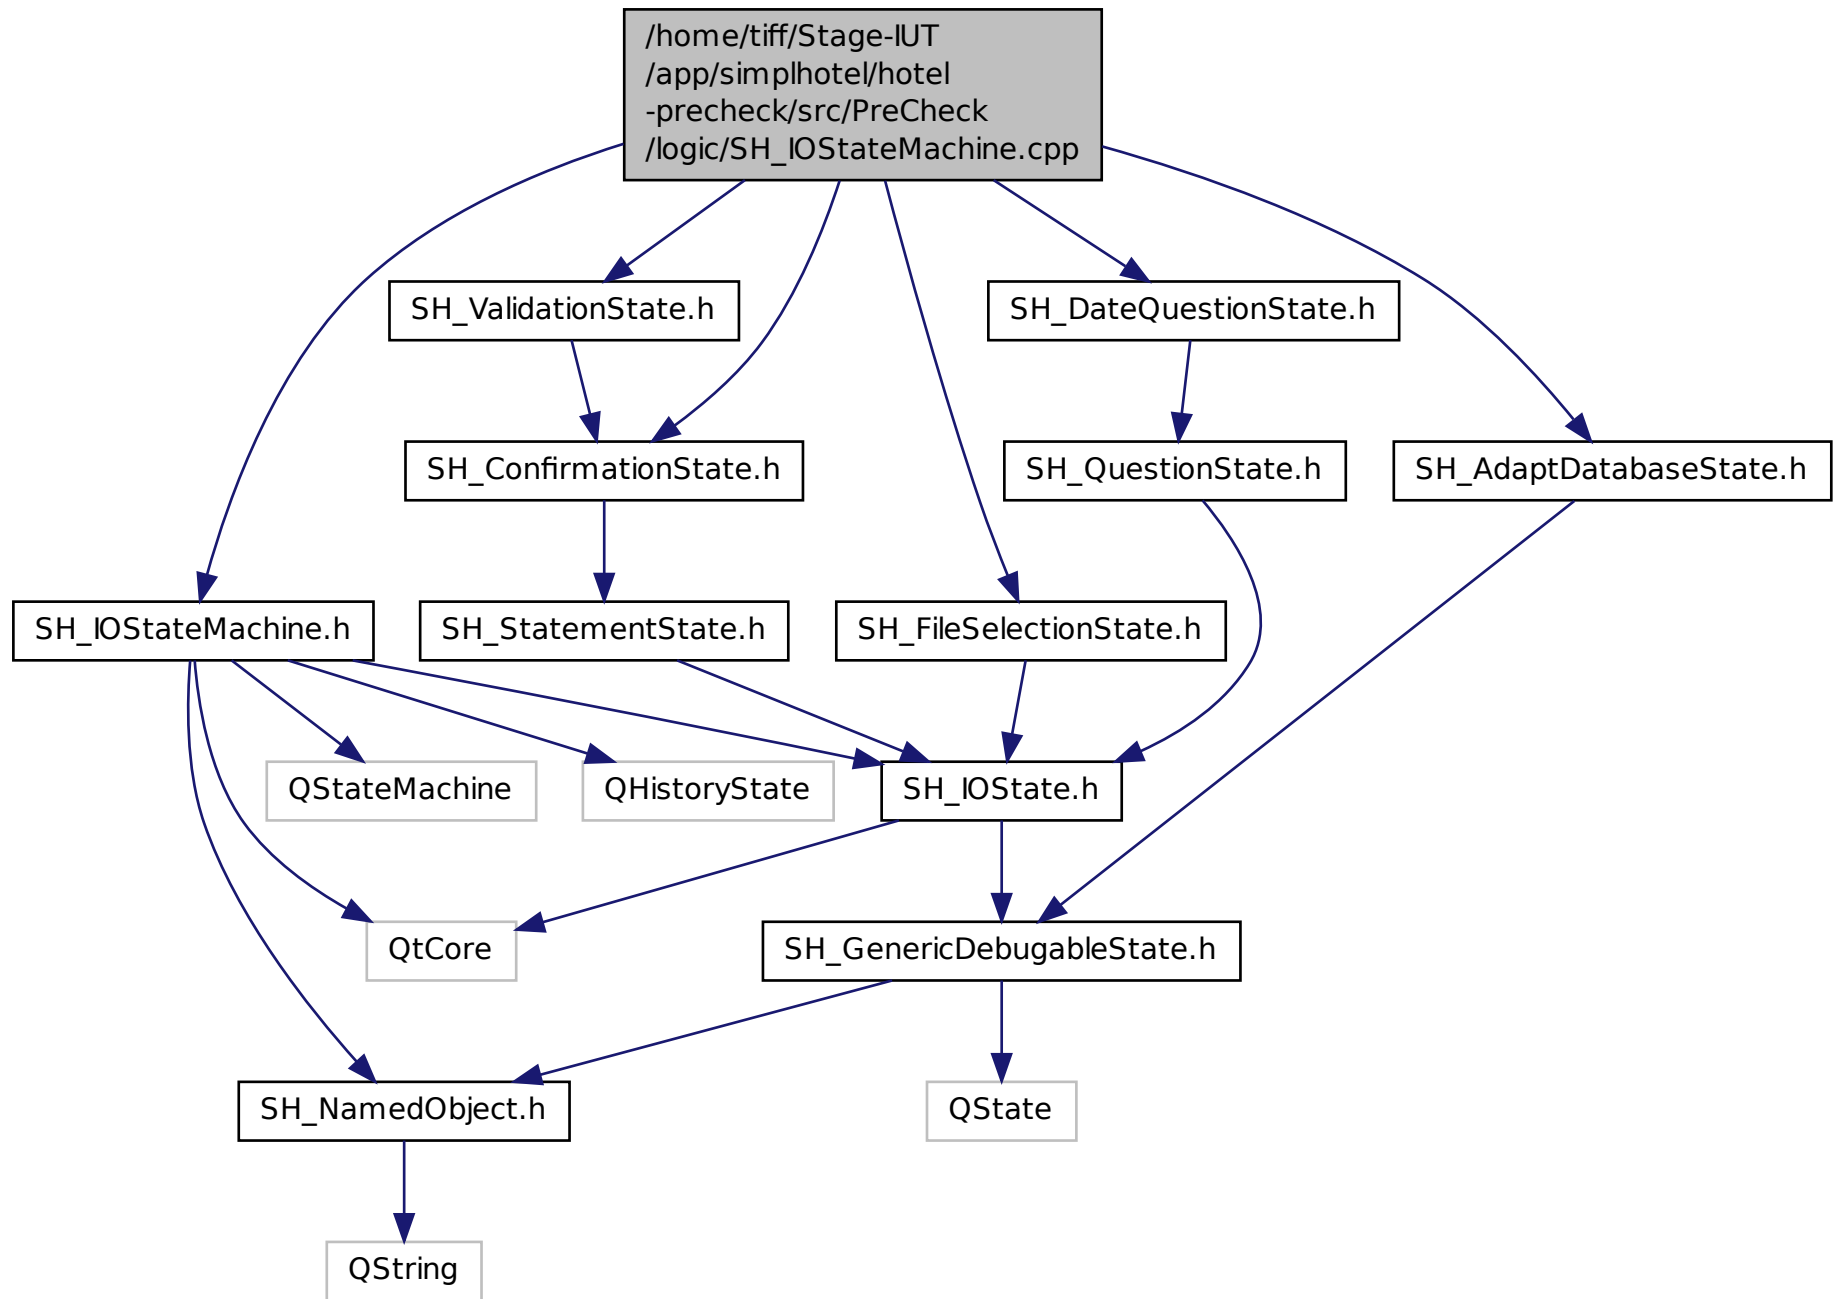 /home/tiff/Stage-IUT
/app/simplhotel/hotel
-precheck/src/PreCheck
/logic/SH_IOStateMachine.cpp
SH_ValidationState.h
SH_DateQuestionState.h
SH_ConfirmationState.h
SH_QuestionState.h
SH_AdaptDatabaseState.h
SH_IOStateMachine.h
SH_StatementState.h
SH_FileSelectionState.h
QStateMachine
QHistoryState
SH_IOState.h
QtCore
SH_GenericDebugableState.h
SH_NamedObject.h
QState
QString